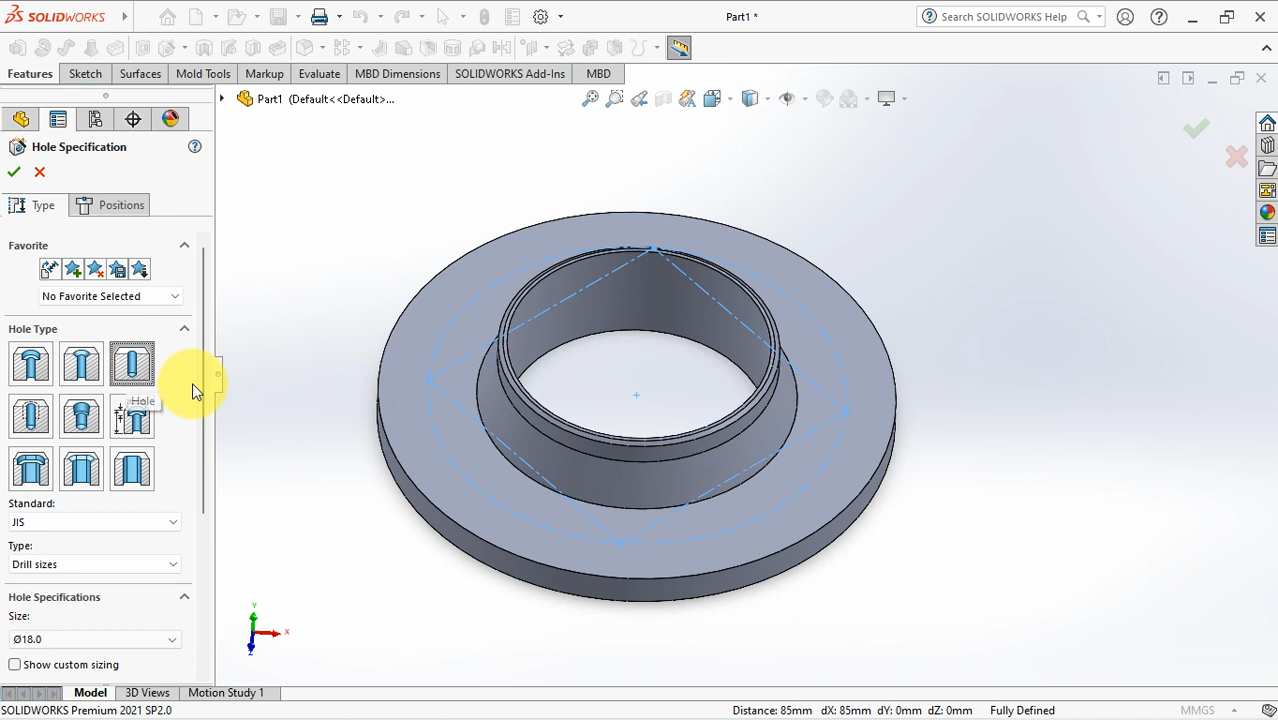 SOLIDWORKS
Part1 *
Search SOLIDWORKS Help
Features
Sketch
Surfaces
Mold Tools
Markup
Evaluate
MBD Dimensions
SOLIDWORKS Add-Ins
MBD
Part1 (Default<<Default>...
Hole Specification
Type
Positions
Favorite
No Favorite Selected
Hole Type
Hole
Standard:
JIS
Type:
Drill sizes
Hole Specifications
Size:
Ø18.0
Show custom sizing
Y
X
Z
Model
3D Views
Motion Study 1
SOLIDWORKS Premium 2021 SP2.0
Distance: 85mm dX: 85mm dY: 0mm dZ: 0mm
Fully Defined
MMGS